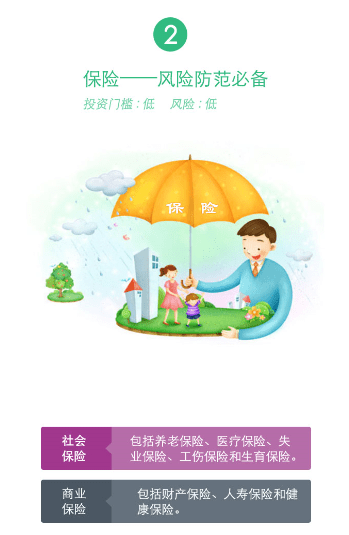 2
保险——风险防范必备
投资门槛：低 风险：低
保 险
社会
保险
包括养老保险、医疗保险、失
业保险、工伤保险和生育保险。
商业
保险
包括财产保险、人寿保险和健
康保险。